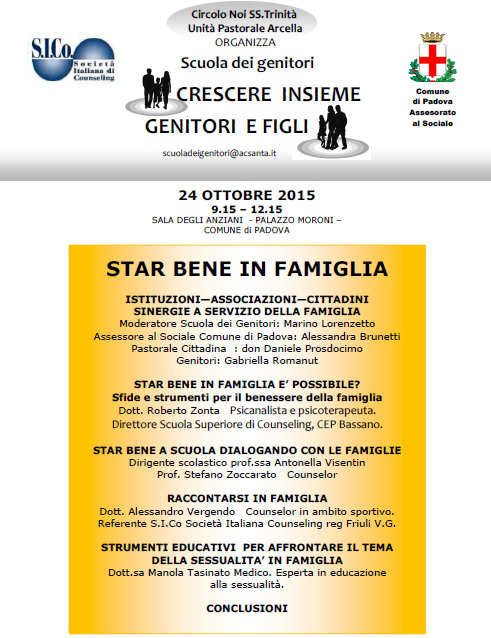 Circolo Noi SS.Trinità
Unità Pastorale Arcella
ORGANIZZA
Scuola dei genitori
CRESCERE INSIEME
GENITORI E FIGLI
scuoladeigenitori@acsanta.it
S.I.Co.
Società
Italiana di
Counseling
Comune
di Padova
Assesorato
al Sociale
24 OTTOBRE 2015
9.15 – 12.15
SALA DEGLI ANZIANI - PALAZZO MORONI –
COMUNE di PADOVA
STAR BENE IN FAMIGLIA
ISTITUZIONI—ASSOCIAZIONI—CITTADINI
SINERGIE A SERVIZIO DELLA FAMIGLIA
Moderatore Scuola dei Genitori: Marino Lorenzetto
Assessore al Sociale Comune di Padova: Alessandra Brunetti
Pastorale Cittadina : don Daniele Prosdocimo
Genitori: Gabriella Romanut
STAR BENE IN FAMIGLIA E' POSSIBILE?
Sfide e strumenti per il benessere della famiglia
Dott. Roberto Zonta Psicanalista e psicoterapeuta.
Direttore Scuola Superiore di Counseling, CEP Bassano.
STAR BENE A SCUOLA DIALOGANDO CON LE FAMIGLIE
Dirigente scolastico prof.ssa Antonella Visentin
Prof. Stefano Zoccarato Counselor
RACCONTARSI IN FAMIGLIA
Dott. Alessandro Vergendo Counselor in ambito sportivo.
Referente S.I.Co Società Italiana Counseling reg Friuli V.G.
STRUMENTI EDUCATIVI PER AFFRONTARE IL TEMA
DELLA SESSUALITA' IN FAMIGLIA
Dott.sa Manola Tasinato Medico. Esperta in educazione
alla sessualità.
CONCLUSIONI